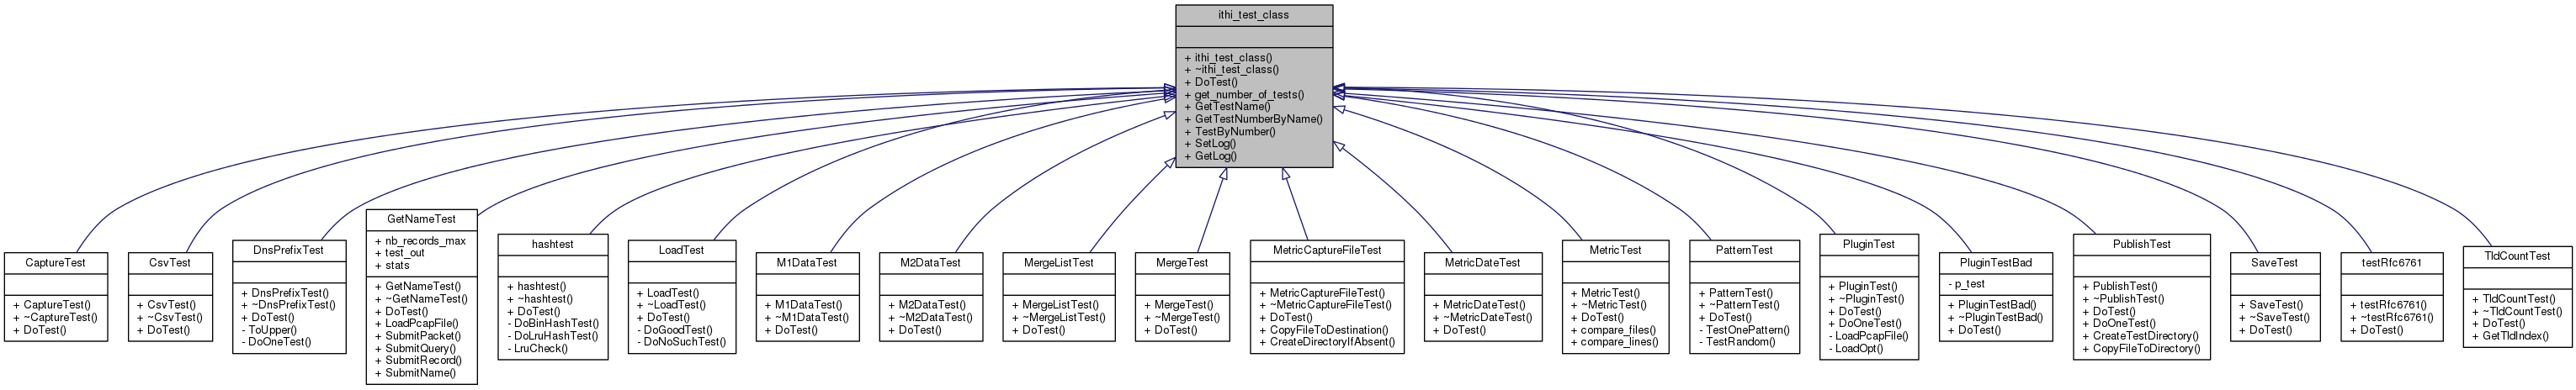 ithi_test_class
+ ithi_test_class()
+ ~ithi_test_class()
+ DoTest()
+ get_number_of_tests()
+ GetTestName()
+ GetTestNumberByName()
+ TestByNumber()
+ SetLog()
+ GetLog()
CaptureTest
+ CaptureTest()
+ ~CaptureTest()
+ DoTest()
CsvTest
+ CsvTest()
+ ~CsvTest()
+ DoTest()
DnsPrefixTest
+ DnsPrefixTest()
+ ~DnsPrefixTest()
+ DoTest()
- ToUpper()
- DoOneTest()
GetNameTest
+ nb_records_max
+ test_out
+ stats
+ GetNameTest()
+ ~GetNameTest()
+ DoTest()
+ LoadPcapFile()
+ SubmitPacket()
+ SubmitQuery()
+ SubmitRecord()
+ SubmitName()
hashtest
+ hashtest()
+ ~hashtest()
+ DoTest()
- DoBinHashTest()
- DoLruHashTest()
- LruCheck()
LoadTest
+ LoadTest()
+ ~LoadTest()
+ DoTest()
- DoGoodTest()
- DoNoSuchTest()
M1DataTest
+ M1DataTest()
+ ~M1DataTest()
+ DoTest()
M2DataTest
+ M2DataTest()
+ ~M2DataTest()
+ DoTest()
MergeListTest
+ MergeListTest()
+ ~MergeListTest()
+ DoTest()
MergeTest
+ MergeTest()
+ ~MergeTest()
+ DoTest()
MetricCaptureFileTest
+ MetricCaptureFileTest()
+ ~MetricCaptureFileTest()
+ DoTest()
+ CopyFileToDestination()
+ CreateDirectoryIfAbsent()
MetricDateTest
+ MetricDateTest()
+ ~MetricDateTest()
+ DoTest()
MetricTest
+ MetricTest()
+ ~MetricTest()
+ DoTest()
+ compare_files()
+ compare_lines()
PatternTest
+ PatternTest()
+ ~PatternTest()
+ DoTest()
- TestOnePattern()
- TestRandom()
PluginTest
+ PluginTest()
+ ~PluginTest()
+ DoTest()
+ DoOneTest()
- LoadPcapFile()
- LoadOpt()
PluginTestBad
- p_test
+ PluginTestBad()
+ ~PluginTestBad()
+ DoTest()
PublishTest
+ PublishTest()
+ ~PublishTest()
+ DoTest()
+ DoOneTest()
+ CreateTestDirectory()
+ CopyFileToDirectory()
SaveTest
+ SaveTest()
+ ~SaveTest()
+ DoTest()
testRfc6761
+ testRfc6761()
+ ~testRfc6761()
+ DoTest()
TldCountTest
+ TldCountTest()
+ ~TldCountTest()
+ DoTest()
+ GetTldIndex()